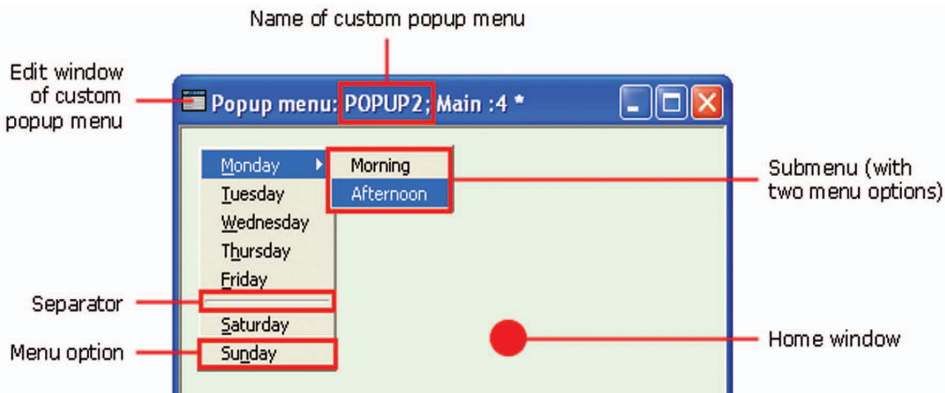 Name of custom popup menu
Edit window
of custom
popup menu
Popup menu: POPUP2; Main :4 *
Monday
Morning
Submenu (with
two menu options)
Tuesday
Afternoon
Wednesday
Thursday
Friday
Separator
Saturday
Home window
Menu option
Sunday